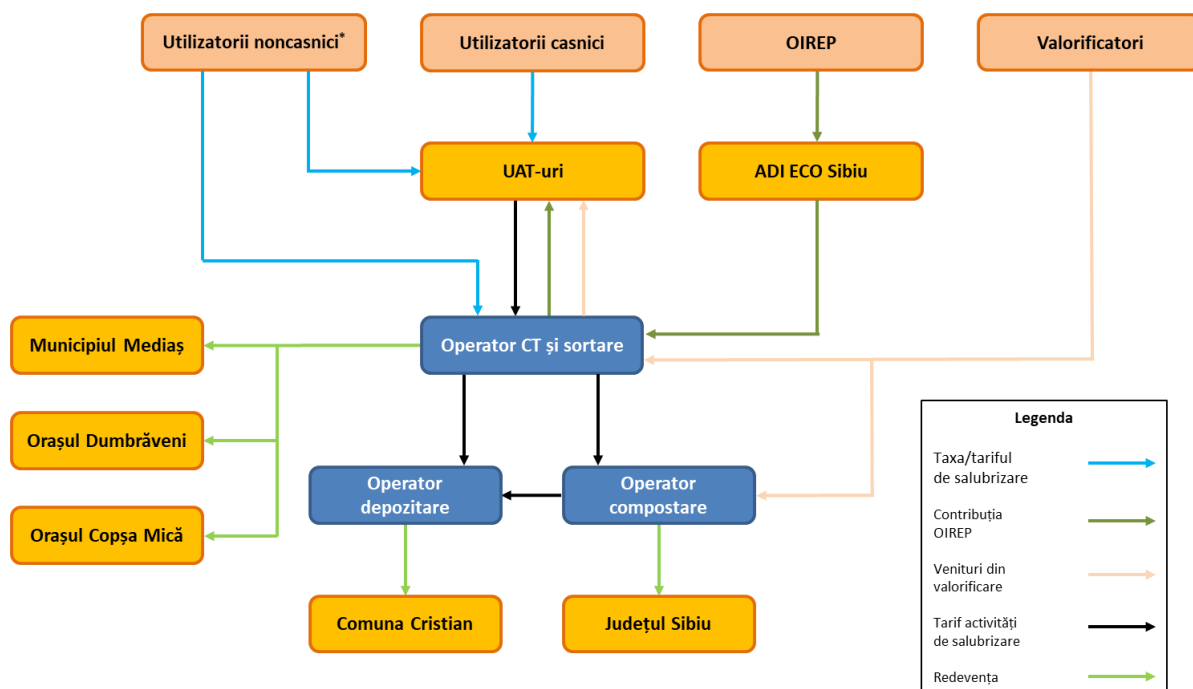 Utilizatorii noncasnici*
Utilizatorii casnici
OIREP
Valorificatori
UAT-uri
ADI ECO Sibiu
Municipiul Mediaș
Operator CT și sortare
Orașul Dumbrăveni
Orașul Copșa Mică
Operator
depozitare
Operator
compostare
Comuna Cristian
Județul Sibiu
Legenda
Taxa/tariful
de salubrizare
Contribuția
OIREP
Venituri din
valorificare
Tarif activități
de salubrizare
Redevența